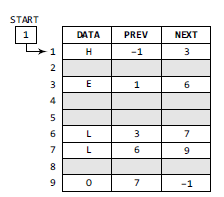 START
1
DATA PREV NEXT
1 H -1 3
2
3 E 1 6
4
5
6 L 3 7
7 L 6 9
8
9 O 7 -1